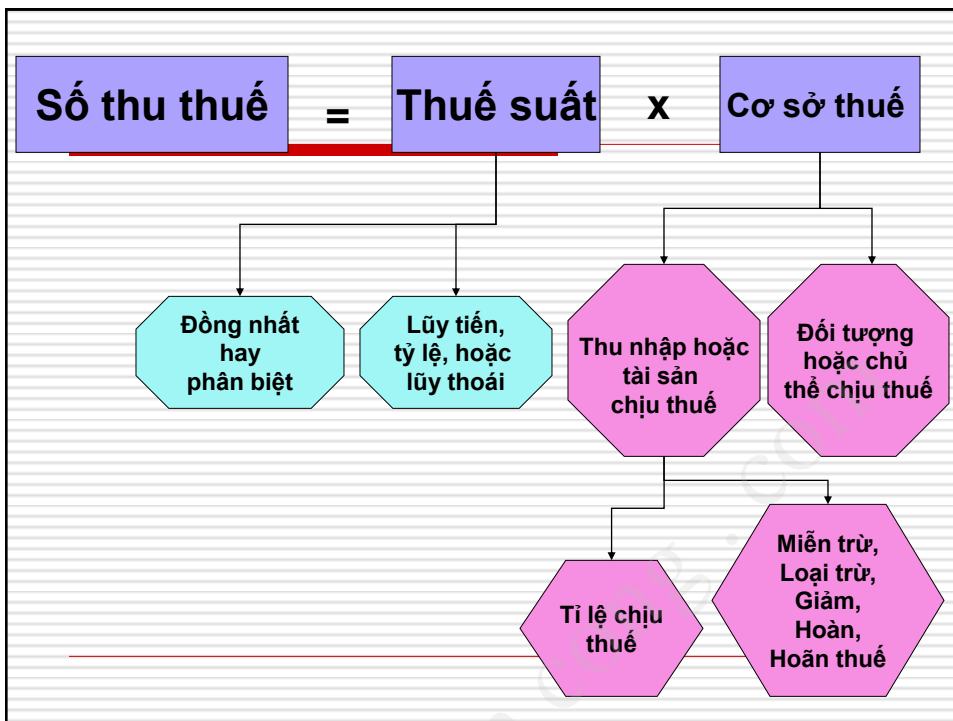 Số thu thuế = Thuế suất x Cơ sở thuế
Đồng nhất
hay
phân biệt
Lũy tiến,
tỷ lệ, hoặc
lũy thoái
Thu nhập hoặc
tài sản
chịu thuế
Đối tượng
hoặc chủ
thể chịu thuế
Tỉ lệ chịu
thuế
Miễn trừ,
Loại trừ,
Giảm,
Hoàn,
Hoãn thuế